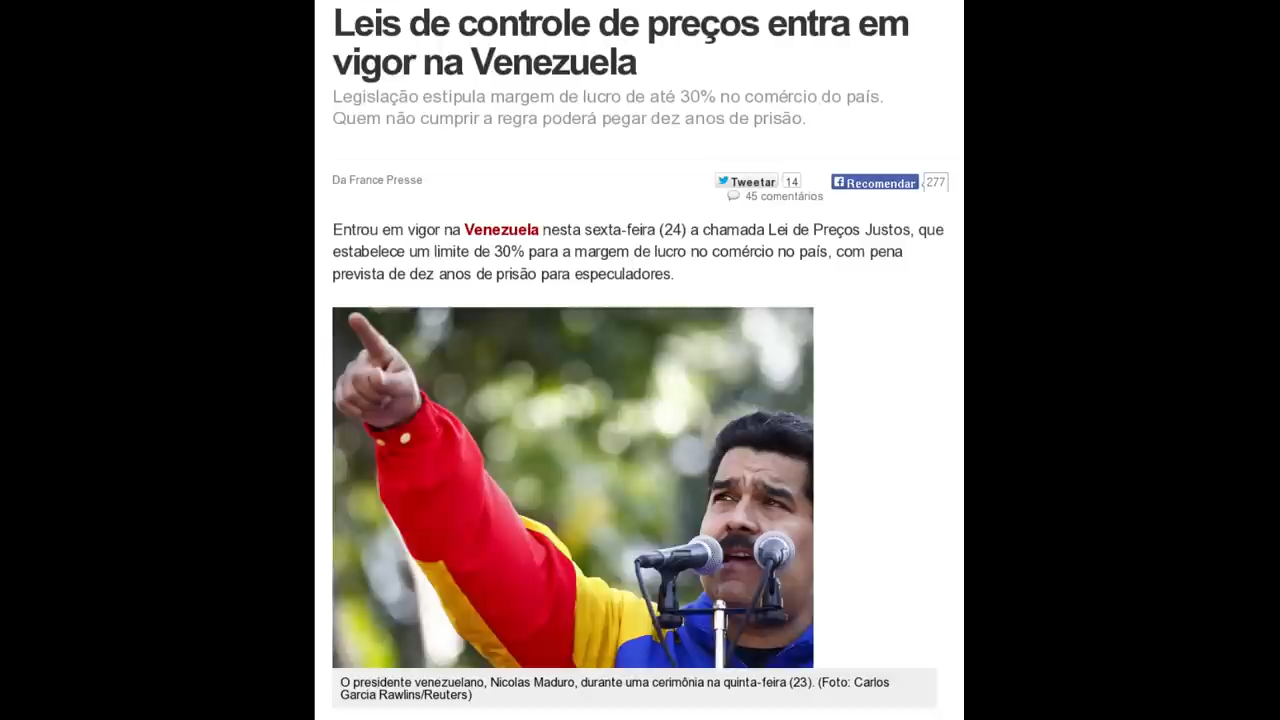 Leis de controle de preços entra em
vigor na Venezuela
Legislação estipula margem de lucro de até 30% no comércio do país.
Quem não cumprir a regra poderá pegar dez anos de prisão.
Da France Presse
Tweetar 14
Recomendar 277
45 comentários
Entrou em vigor na Venezuela nesta sexta-feira (24) a chamada Lei de Preços Justos, que
estabelece um limite de 30% para a margem de lucro no comércio no país, com pena
prevista de dez anos de prisão para especuladores.
O presidente venezuelano, Nicolas Maduro, durante uma cerimônia na quinta-feira (23). (Foto: Carlos
Garcia Rawlins/Reuters)